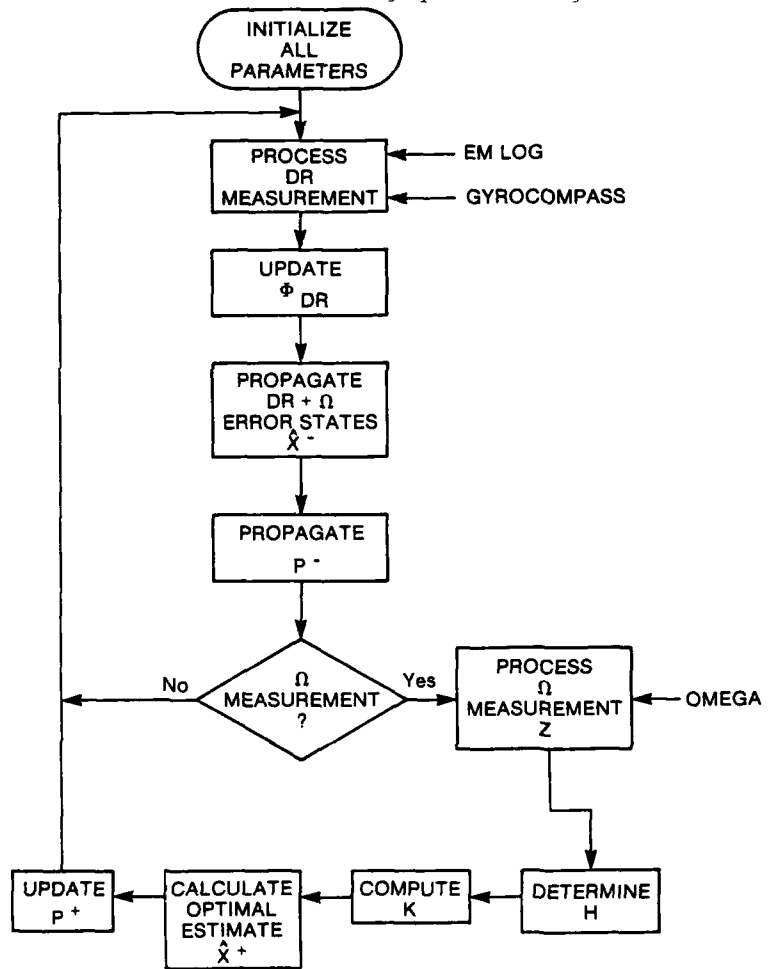 INITIALIZE
ALL
PARAMETERS
PROCESS
DR
MEASUREMENT
EM LOG
GYROCOMPASS
UPDATE
Φ DR
PROPAGATE
DR + Ω
ERROR STATES
X̂ -
PROPAGATE
P -
Ω
MEASUREMENT
?
No
Yes
PROCESS
Ω
MEASUREMENT
Z
OMEGA
DETERMINE
H
COMPUTE
K
CALCULATE
OPTIMAL
ESTIMATE
X̂ +
UPDATE
P +